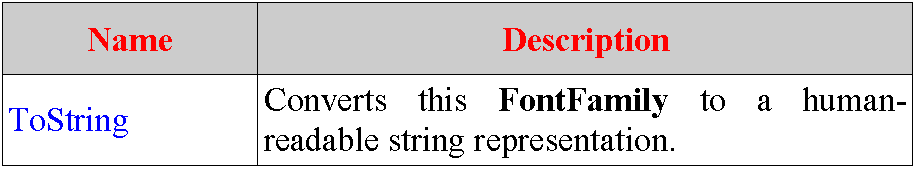 Name Description
ToString
Converts this FontFamily to a human-
readable string representation.